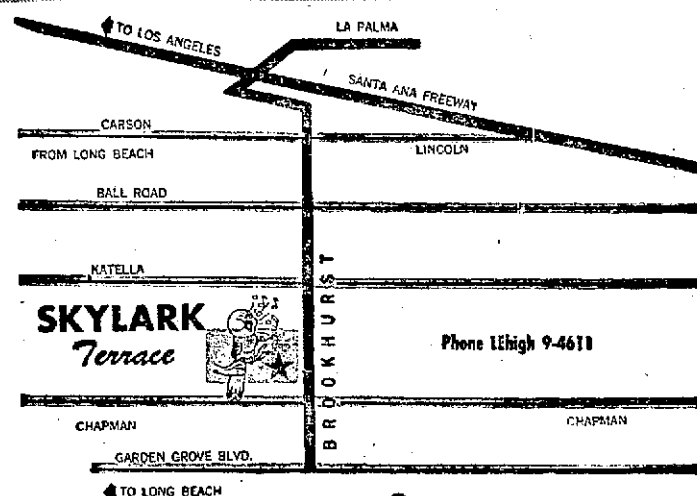 LA PALMA
TO LOS ANGELES
SANTA ANA FREEWAY
CARSON
LINCOLN
FROM LONG BEACH
BALL ROAD
KATELLA
SKYLARK
Terrace
BROOKHURST
Phone LEhigh 9-4611
CHAPMAN
CHAPMAN
GARDEN GROVE BLVD.
TO LONG BEACH